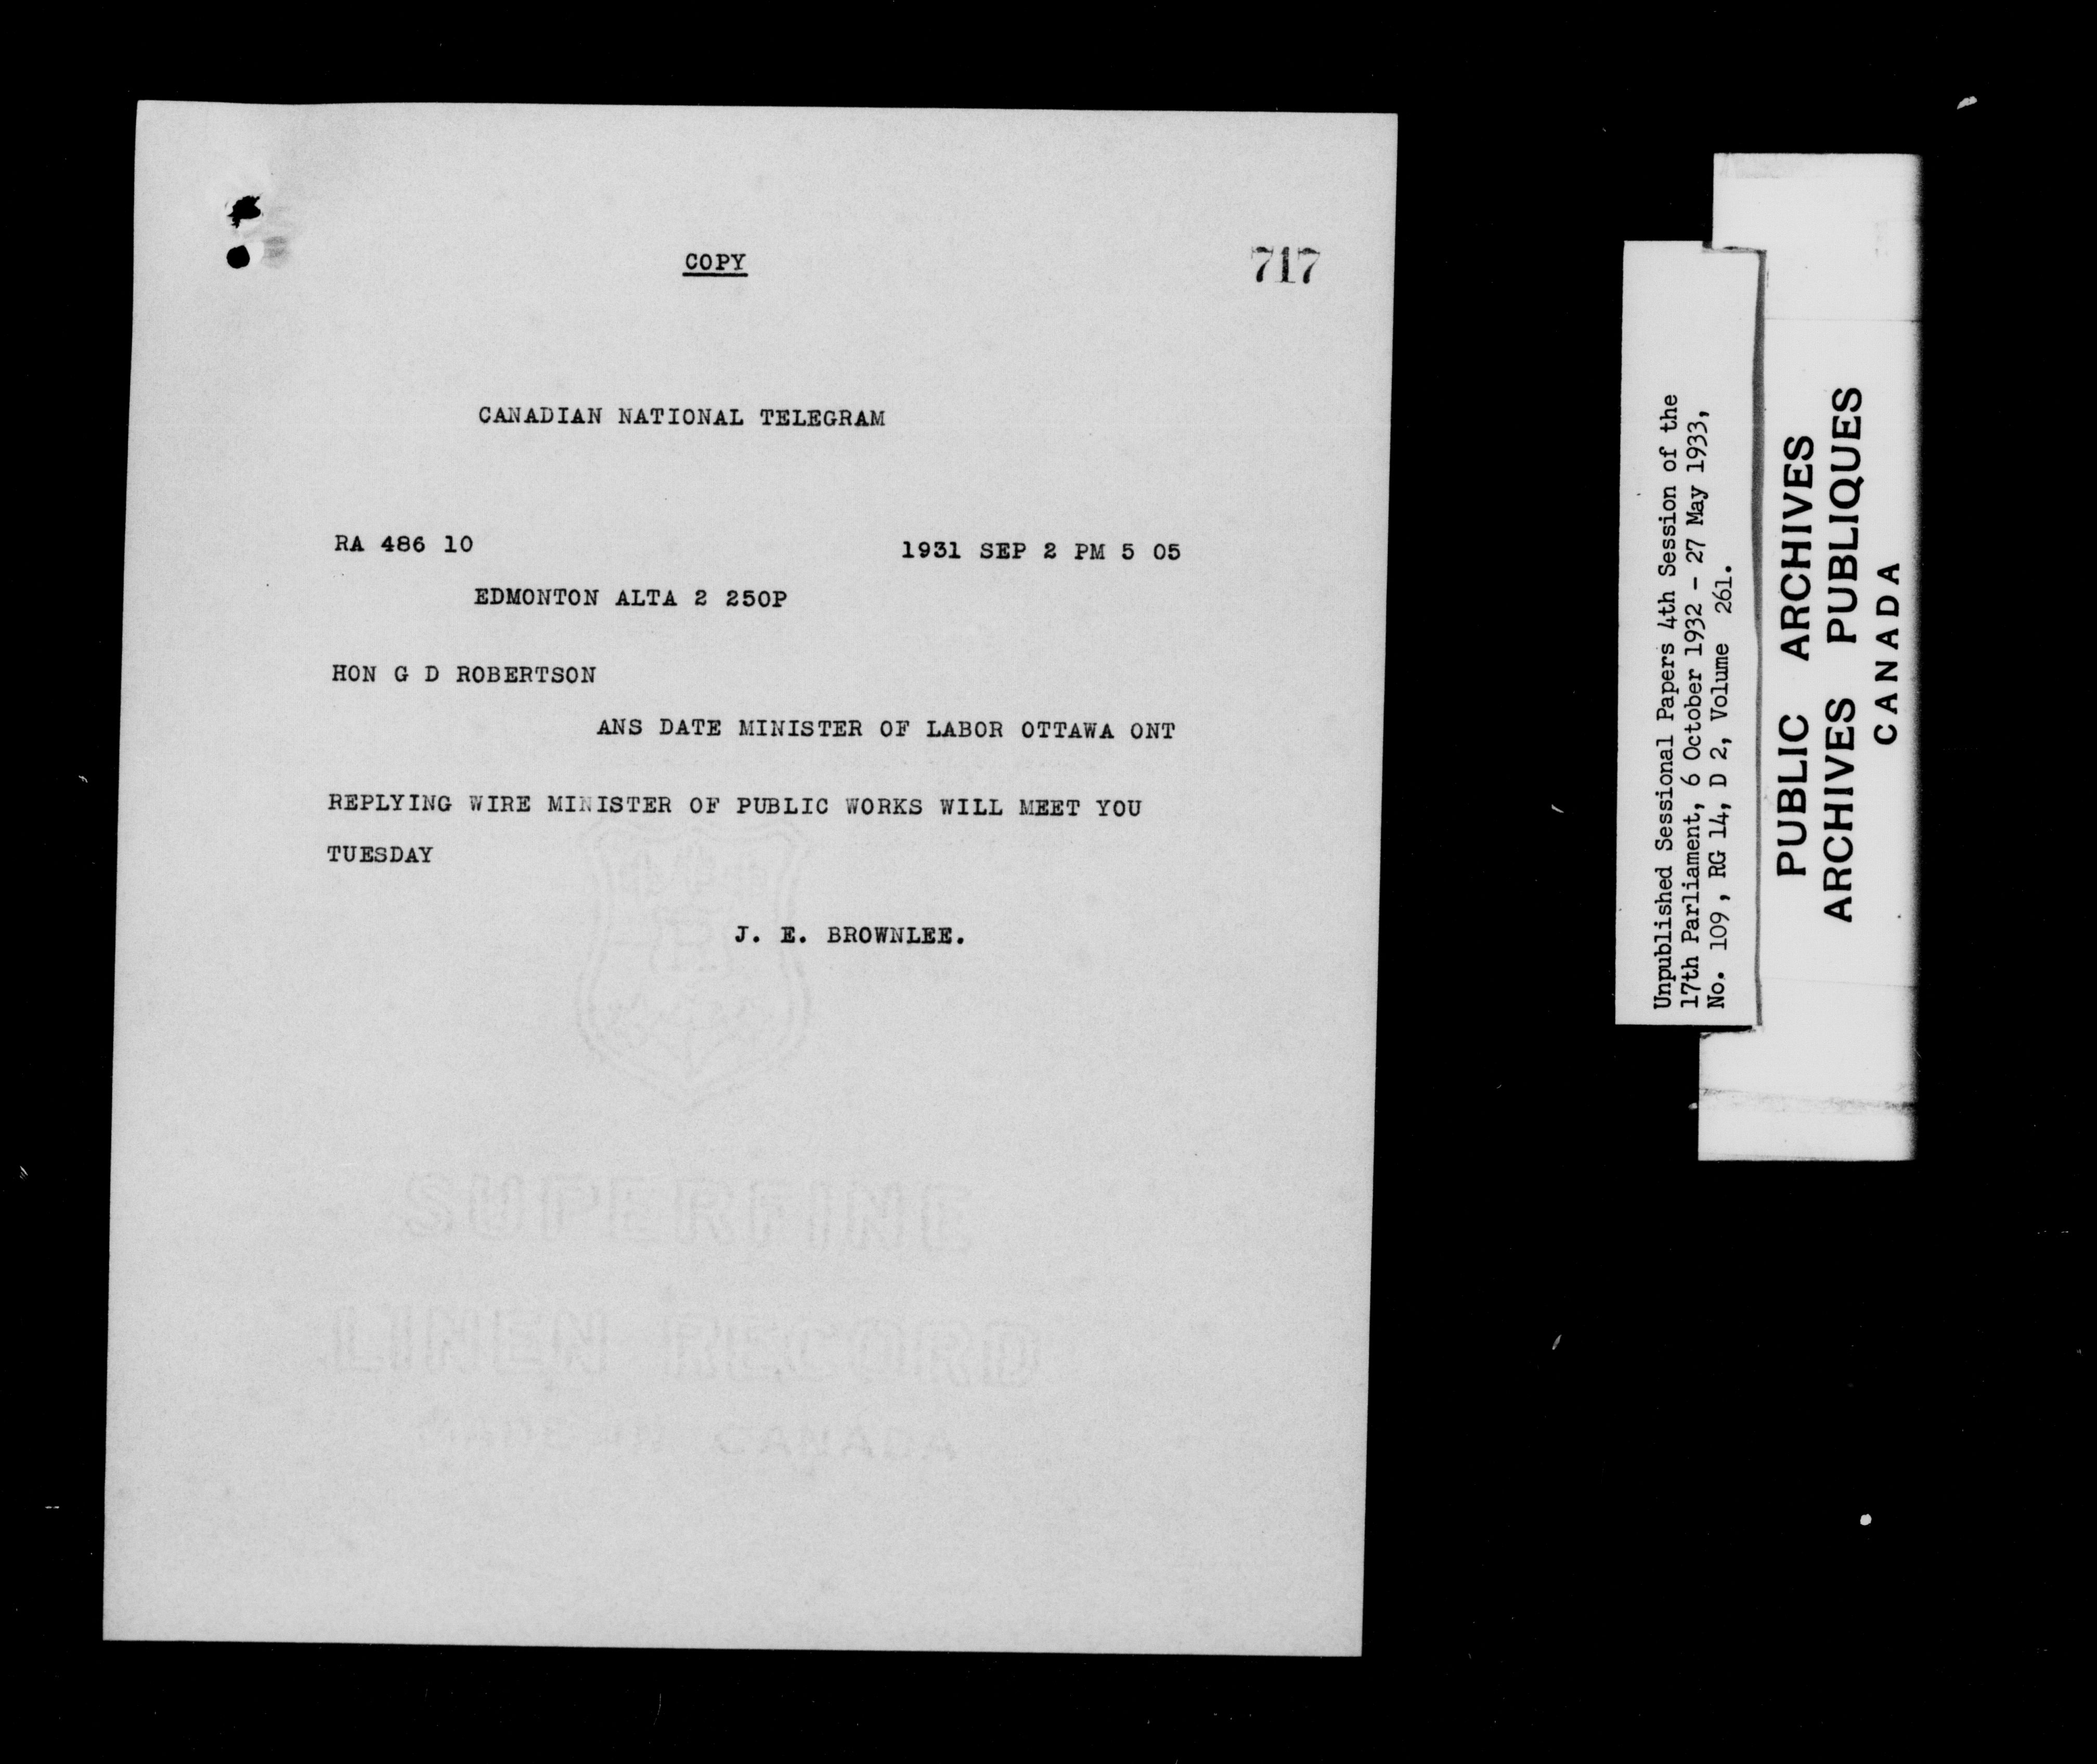 COPY
717
CANADIAN NATIONAL TELEGRAM
RA 486 10
1931 SEP 2 PM 5 05
EDMONTON ALTA 2 250P
HON G D ROBERTSON
ANS DATE MINISTER OF LABOR OTTAWA ONT
REPLYING WIRE MINISTER OF PUBLIC WORKS WILL MEET YOU
TUESDAY
J. E. BROWNLEE.
SUPERFINE
LINEN RECORD
MADE IN CANADA
Unpublished Sessional Papers 4th Session of the
17th Parliament, 6 October 1932 - 27 May 1933,
No. 109, RG 14, D 2, Volume 261.
PUBLIC ARCHIVES
ARCHIVES PUBLIQUES
CANADA